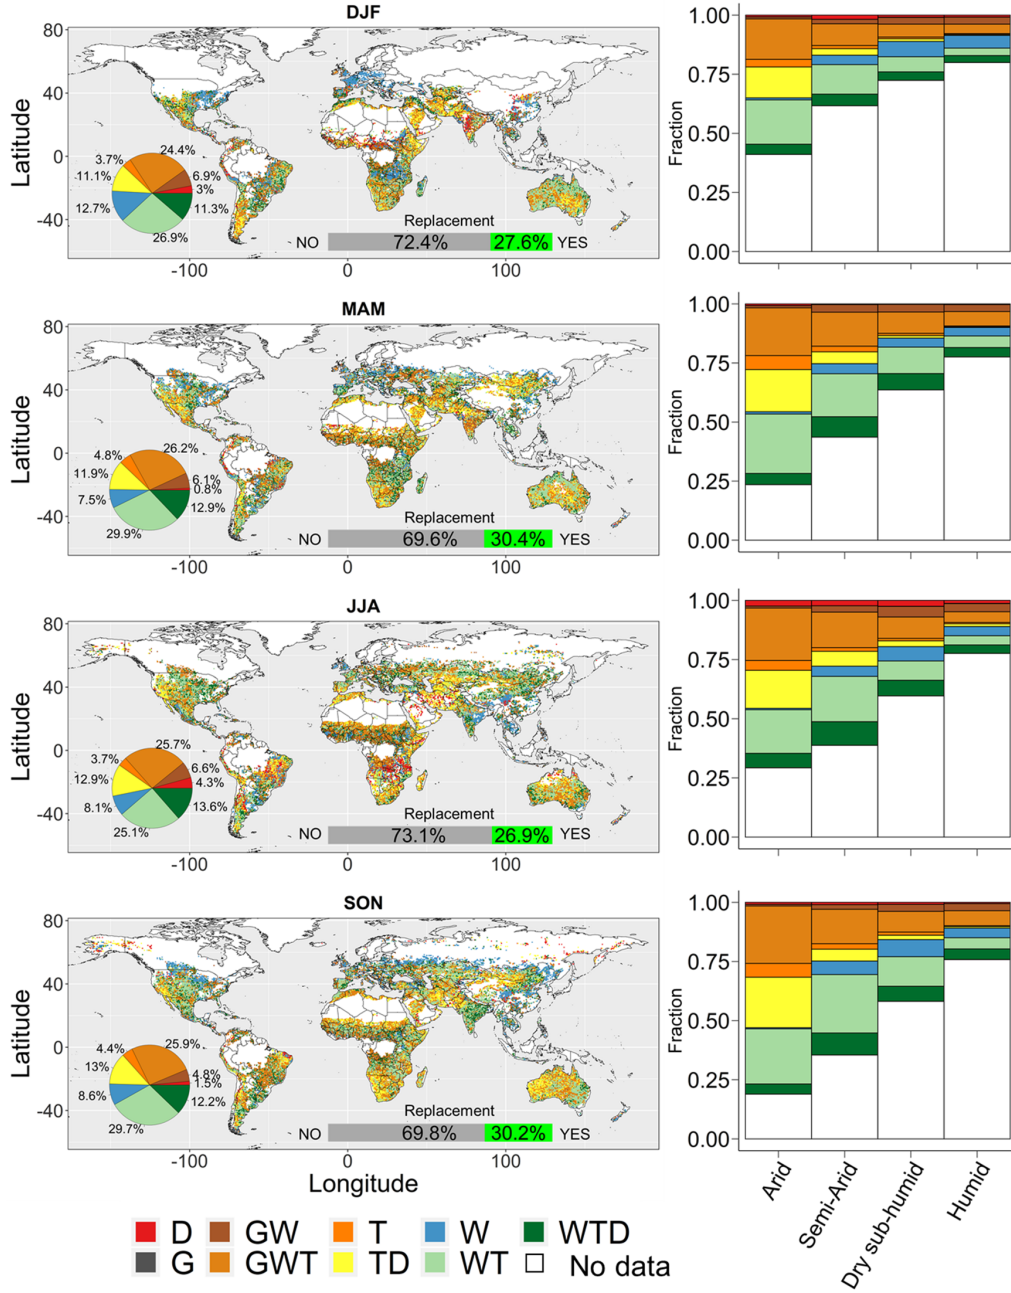 DJF
80
40
0
-40
Latitude
3.7%
24.4%
11.1%
6.9%
3%
12.7%
11.3%
26.9%
Replacement
NO 72.4% 27.6% YES
-100 0 100
1.00
0.75
0.50
0.25
0.00
Fraction
MAM
80
40
0
-40
Latitude
4.8%
26.2%
11.9%
6.1%
0.8%
7.5%
12.9%
29.9%
Replacement
NO 69.6% 30.4% YES
-100 0 100
1.00
0.75
0.50
0.25
0.00
Fraction
JJA
80
40
0
-40
Latitude
3.7%
25.7%
12.9%
6.6%
4.3%
8.1%
13.6%
25.1%
Replacement
NO 73.1% 26.9% YES
-100 0 100
1.00
0.75
0.50
0.25
0.00
Fraction
SON
80
40
0
-40
Latitude
4.4%
25.9%
13%
4.8%
1.5%
8.6%
12.2%
29.7%
Replacement
NO 69.8% 30.2% YES
-100 0 100
Longitude
1.00
0.75
0.50
0.25
0.00
Fraction
Arid
Semi-Arid
Dry sub-humid
Humid
D GW T W WTD
G GWT TD WT No data